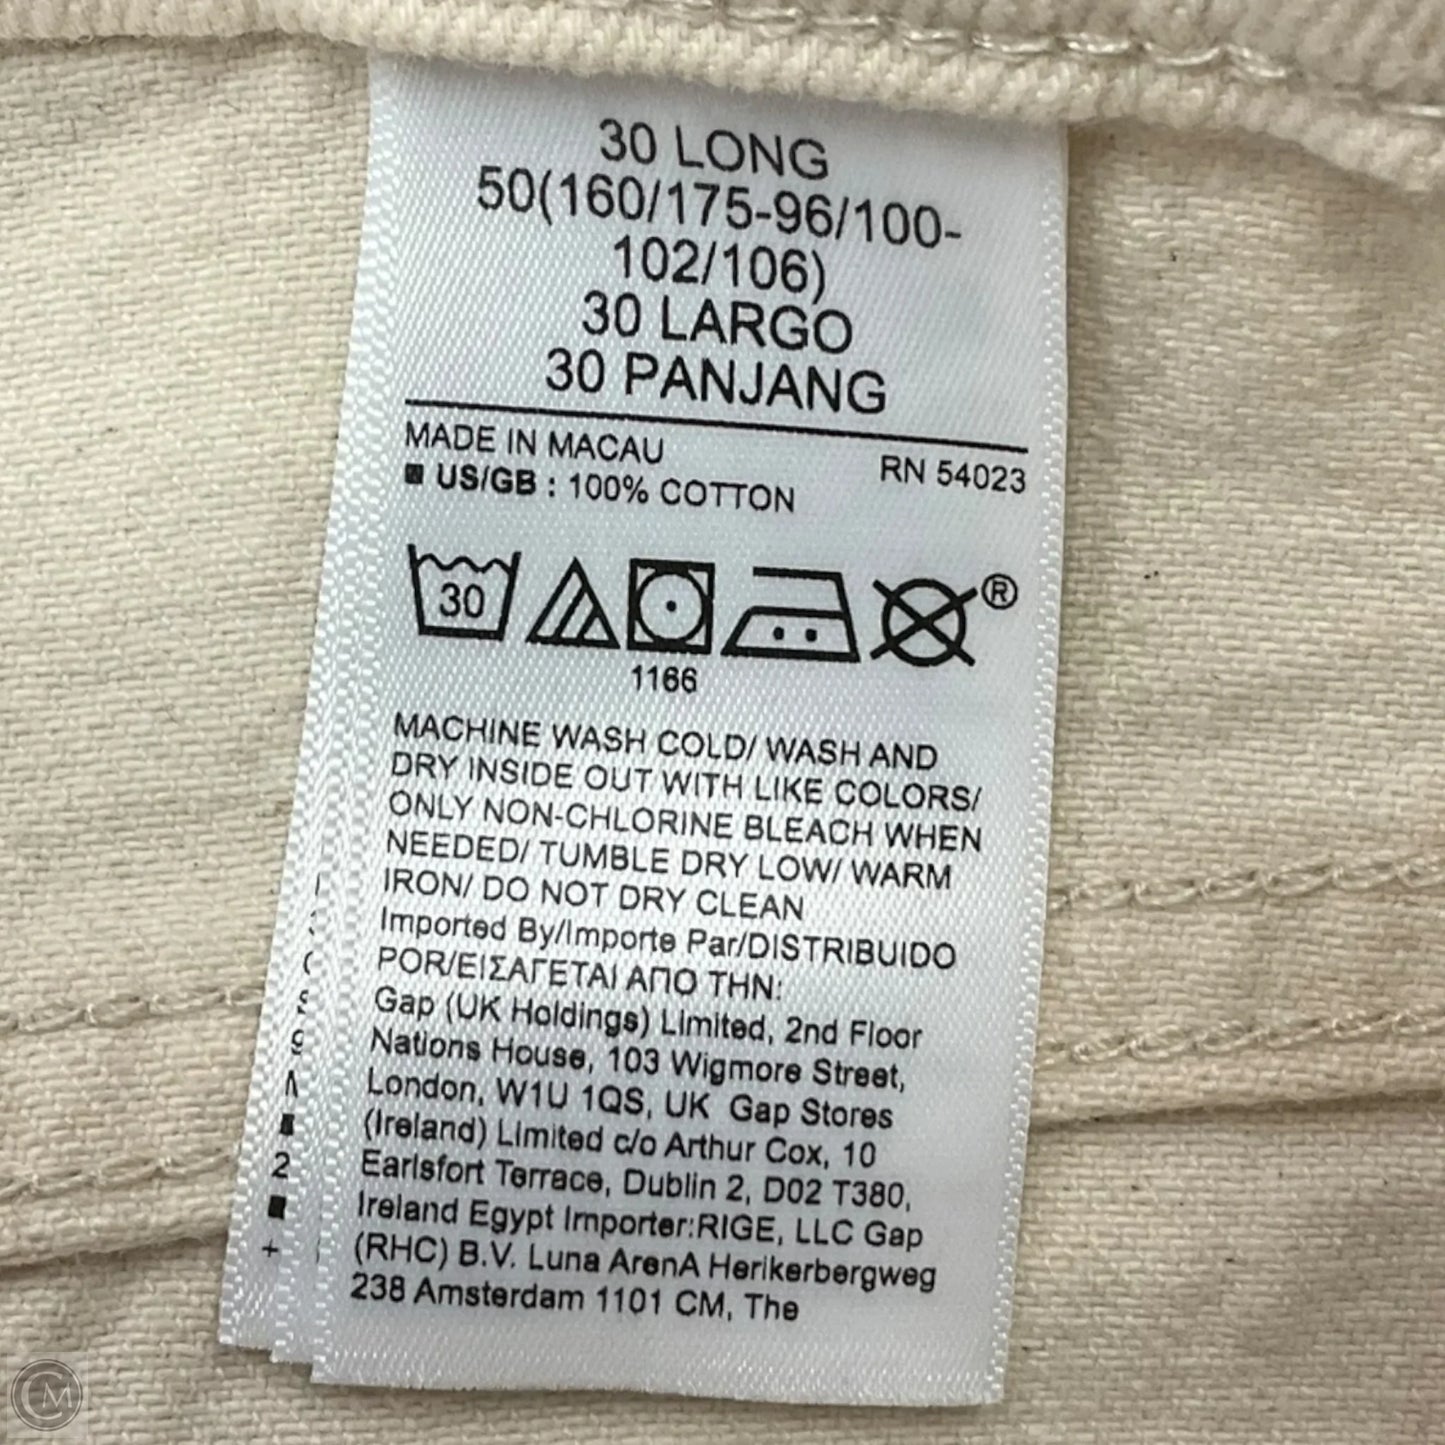 30 LONG
50(160/175-96/100-
102/106)
30 LARGO
30 PANJANG
MADE IN MACAU
RN 54023
US/GB : 100% COTTON
30
®
1166
MACHINE WASH COLD/ WASH AND
DRY INSIDE OUT WITH LIKE COLORS/
ONLY NON-CHLORINE BLEACH WHEN
NEEDED/ TUMBLE DRY LOW/ WARM
IRON/ DO NOT DRY CLEAN
Imported By/Importe Par/DISTRIBUIDO
POR/ΕΙΣΑΓΕΤΑΙ ΑΠΟ ΤΗΝ:
Gap (UK Holdings) Limited, 2nd Floor
Nations House, 103 Wigmore Street,
London, W1U 1QS, UK Gap Stores
(Ireland) Limited c/o Arthur Cox, 10
Earlsfort Terrace, Dublin 2, D02 T380,
Ireland Egypt Importer:RIGE, LLC Gap
(RHC) B.V. Luna ArenA Herikerbergweg
238 Amsterdam 1101 CM, The
CM